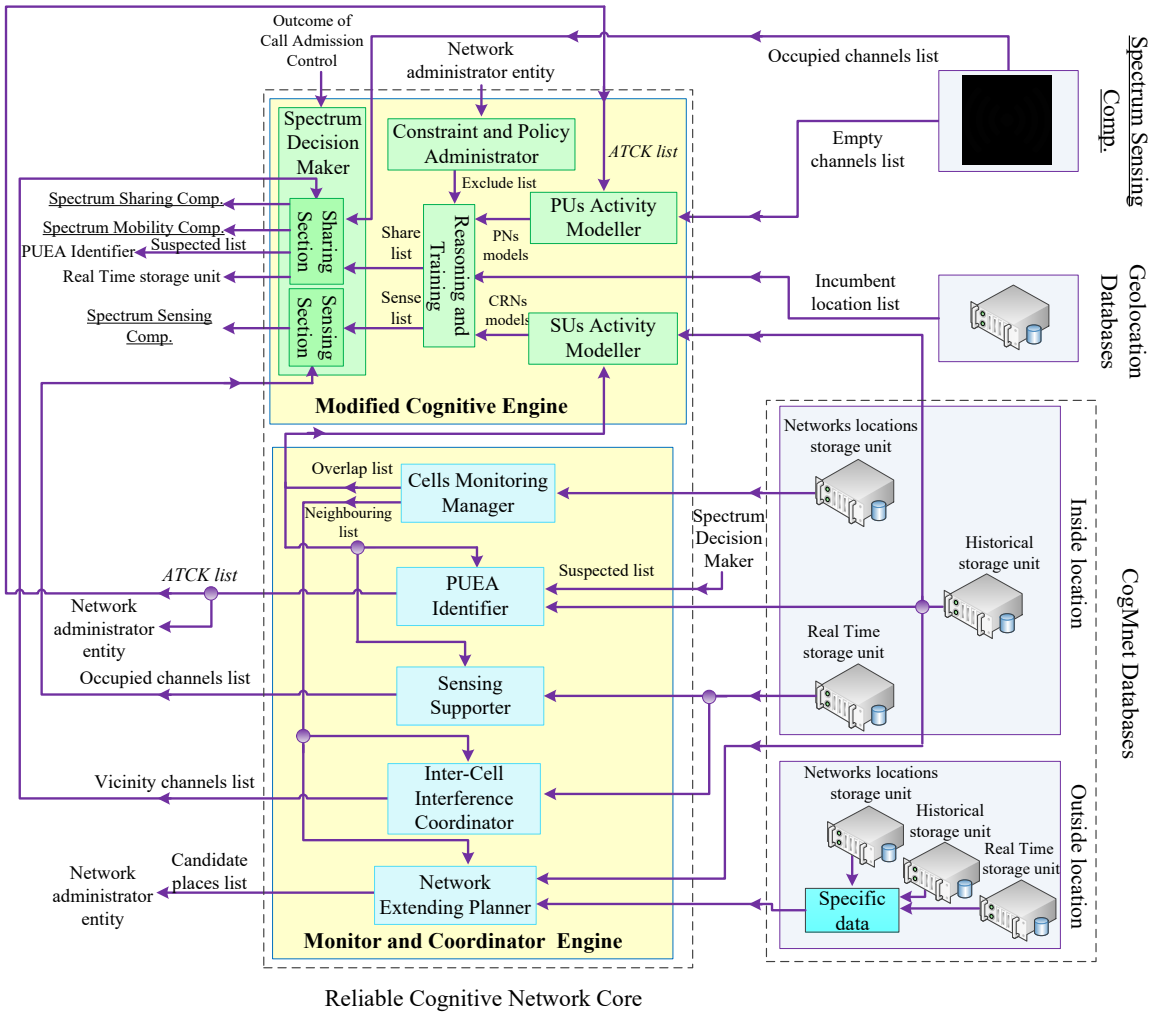 Outcome of
Call Admission
Control
Network
administrator entity
Occupied channels list
Spectrum Sensing
Comp.
Spectrum
Decision
Maker
Constraint and Policy
Administrator
ATCK list
Empty
channels list
Exclude list
Spectrum Sharing Comp.
Spectrum Mobility Comp.
PUEA Identifier
Suspected list
Real Time storage unit
Sharing
Section
Share
list
Reasoning and
Training
PNs
models
PUs Activity
Modeller
Incumbent
location list
Geolocation
Databases
Spectrum Sensing
Comp.
Sensing
Section
Sense
list
CRNs
models
SUs Activity
Modeller
Modified Cognitive Engine
Networks locations
storage unit
Overlap list
Cells Monitoring
Manager
Neighbouring
list
Spectrum
Decision
Maker
Inside location
Historical
storage unit
CogMnet Databases
ATCK list
PUEA
Identifier
Suspected list
Network
administrator
entity
Real Time
storage unit
Occupied channels list
Sensing
Supporter
Vicinity channels list
Inter-Cell
Interference
Coordinator
Networks locations
storage unit
Historical
storage unit
Real Time
storage unit
Outside location
Candidate
places list
Network
administrator
entity
Network
Extending Planner
Specific
data
Monitor and Coordinator Engine
Reliable Cognitive Network Core